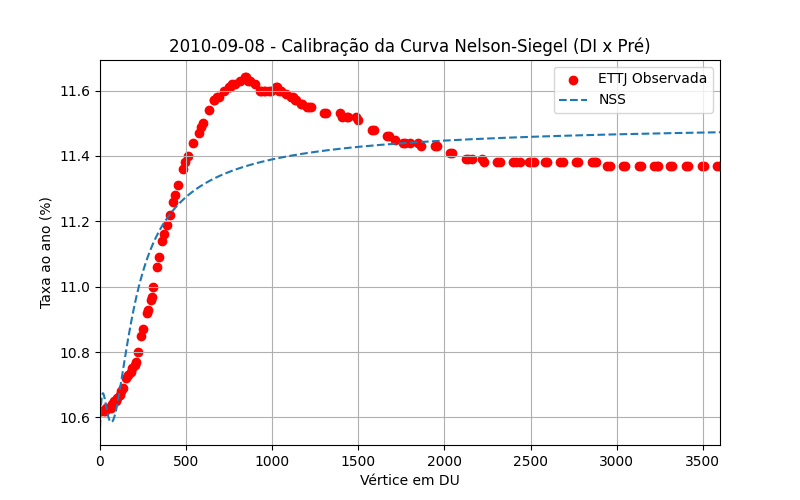 2010-09-08 - Calibração da Curva Nelson-Siegel (DI x Pré)
ETTJ Observada
NSS
Taxa ao ano (%)
11.6
11.4
11.2
11.0
10.8
10.6
0 500 1000 1500 2000 2500 3000 3500
Vértice em DU